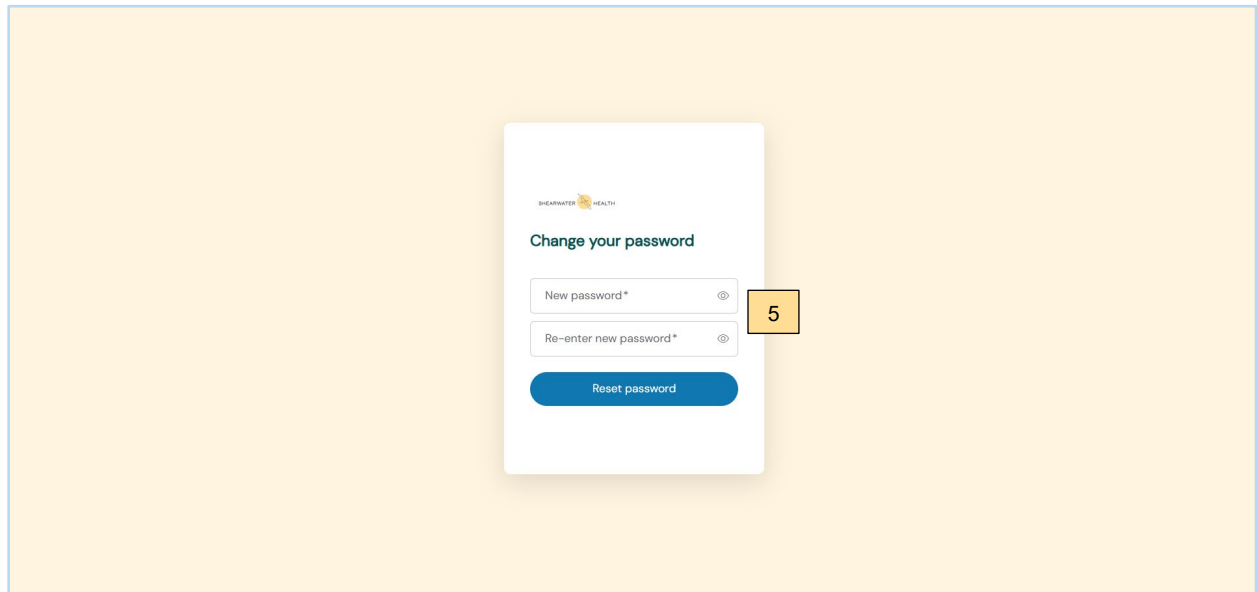 SHEARWATER HEALTH
Change your password
New password*
5
Re-enter new password*
Reset password